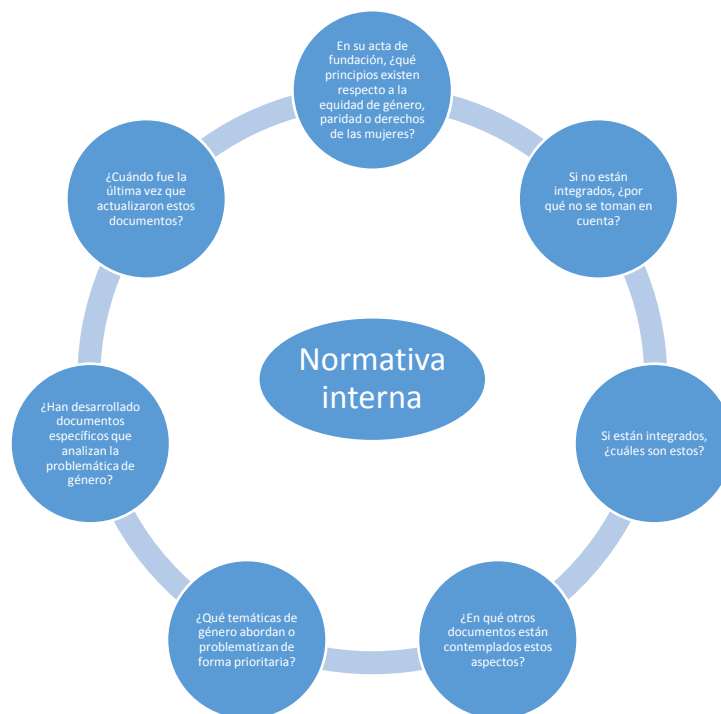 En su acta de
fundación, ¿qué
principios existen
respecto a la
equidad de género,
paridad o derechos
de las mujeres?
Si no están
integrados, ¿por
qué no se toman en
cuenta?
Si están integrados,
¿cuáles son estos?
¿En qué otros
documentos están
contemplados estos
aspectos?
¿Qué temáticas de
género abordan o
problematizan de
forma prioritaria?
¿Han desarrollado
documentos
específicos que
analizan la
problemática de
género?
¿Cuándo fue la
última vez que
actualizaron estos
documentos?
Normativa
interna